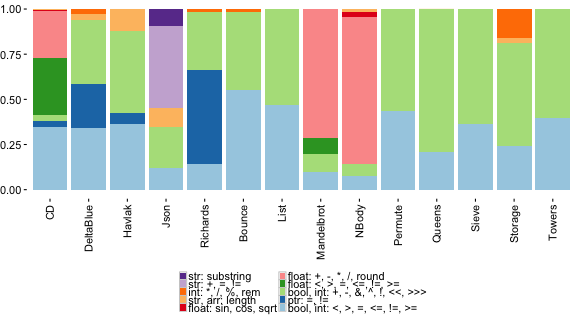 1.00
0.75
0.50
0.25
0.00
CD
DeltaBlue
Havlak
Json
Richards
Bounce
List
Mandelbrot
NBody
Permute
Queens
Sieve
Storage
Towers
str: substring
str: +, =, !=
int: *, /, %, rem
str, arr: length
float: sin, cos, sqrt
float: +, -, *, /, round
float: <, >, =, <=, !=, >=
bool, int: +, -, &, ^, !, <<, >>>
ptr: =, !=
bool, int: <, >, =, <=, !=, >=